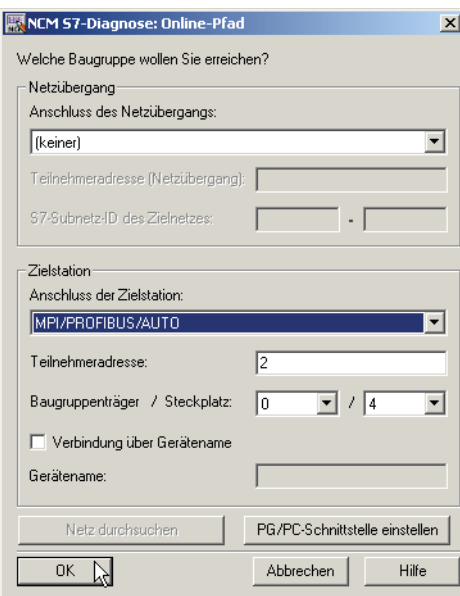 NCM S7-Diagnose: Online-Pfad
Welche Baugruppe wollen Sie erreichen?
Netzübergang
Anschluss des Netzübergangs:
(keiner)
Teilnehmeradresse (Netzübergang):
S7-Subnetz-ID des Zielnetzes: -
Zielstation
Anschluss der Zielstation:
MPI/PROFIBUS/AUTO
Teilnehmeradresse: 2
Baugruppenträger / Steckplatz: 0 / 4
Verbindung über Gerätename
Gerätename:
Netz durchsuchen PG/PC-Schnittstelle einstellen
OK Abbrechen Hilfe